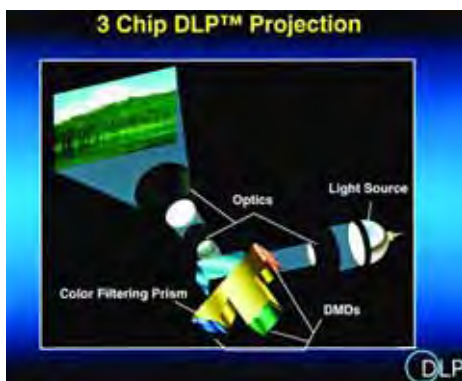 3 Chip DLP™ Projection
Optics
Light Source
Color Filtering Prism
DMDs
DLP